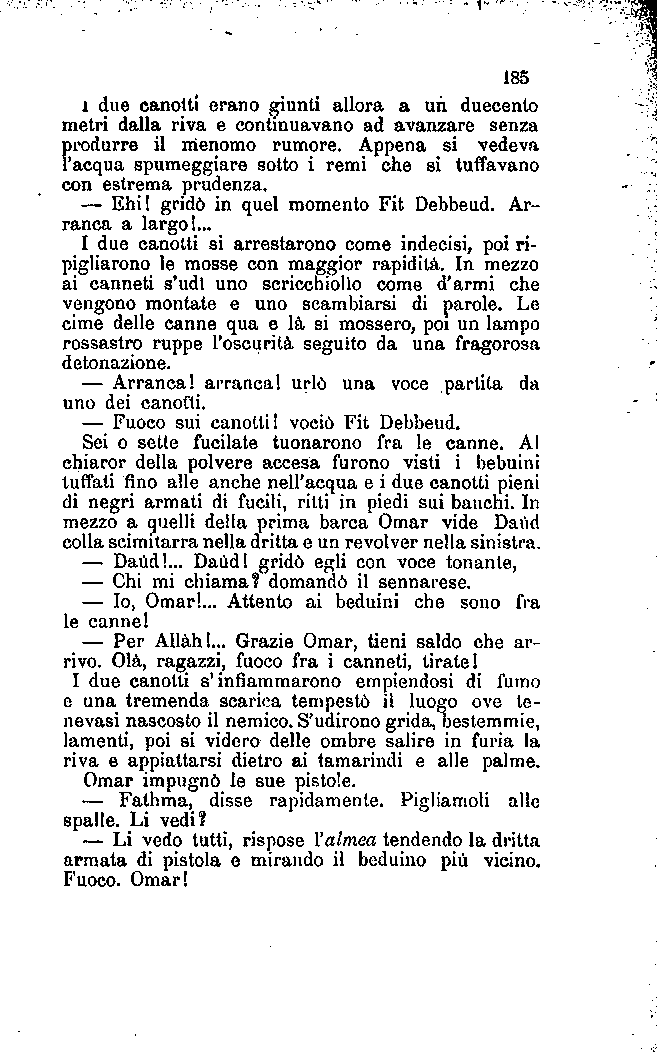 185
I due canotti erano giunti allora a un duecento
metri dalla riva e continuavano ad avanzare senza
produrre il menomo rumore. Appena si vedeva
l'acqua spumeggiare sotto i remi che si tuffavano
con estrema prudenza.
— Ehi! gridò in quel momento Fit Debbeud. Ar-
ranca a largo!...
I due canotti si arrestarono come indecisi, poi ri-
pigliarono le mosse con maggior rapidità. In mezzo
ai canneti s'udì uno scricchiolio come d'armi che
vengono montate e uno scambiarsi di parole. Le
cime delle canne qua e là si mossero, poi un lampo
rossastro ruppe l'oscurità seguito da una fragorosa
detonazione.
— Arranca! arranca! urlò una voce partita da
uno dei canotti.
— Fuoco sui canotti! vociò Fit Debbeud.
Sei o sette fucilate tuonarono fra le canne. Al
chiaror della polvere accesa furono visti i bebuini
tuffati fino alle anche nell'acqua e i due canotti pieni
di negri armati di fucili, ritti in piedi sui banchi. In
mezzo a quelli della prima barca Omar vide Daúd
colla scimitarra nella dritta e un revolver nella sinistra.
— Daúd!... Daúd! gridò egli con voce tonante,
— Chi mi chiama? domandò il sennarese.
— Io, Omar!... Attento ai beduini che sono fra
le canne!
— Per Allàh!... Grazie Omar, tieni saldo che ar-
rivo. Olà, ragazzi, fuoco fra i canneti, tirate!
I due canotti s'infiammarono empiendosi di fumo
e una tremenda scarica tempestò il luogo ove te-
nevasi nascosto il nemico. S'udirono grida, bestemmie,
lamenti, poi si videro delle ombre salire in furia la
riva e appiattarsi dietro ai tamarindi e alle palme.
Omar impugnò le sue pistole.
— Fathma, disse rapidamente. Pigliamoli alle
spalle. Li vedi?
— Li vedo tutti, rispose l'almea tendendo la dritta
armata di pistola e mirando il beduino più vicino.
Fuoco. Omar!